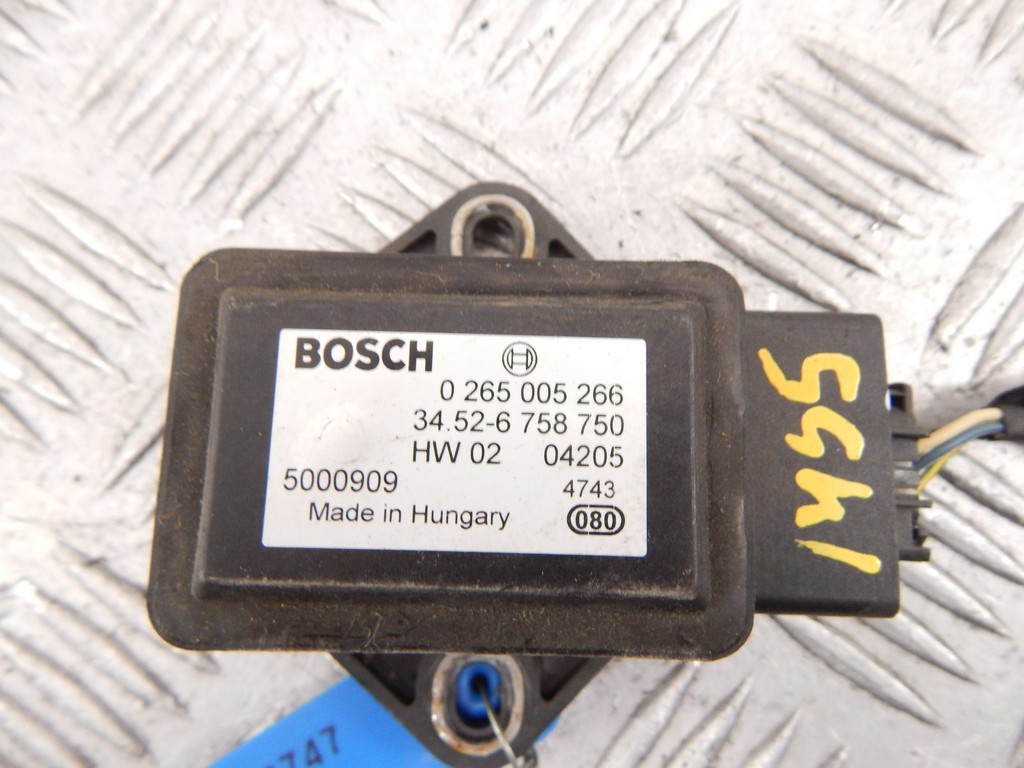 BOSCH
0 265 005 266
34.52-6 758 750
HW 02 04205
5000909 4743
Made in Hungary 080
1455